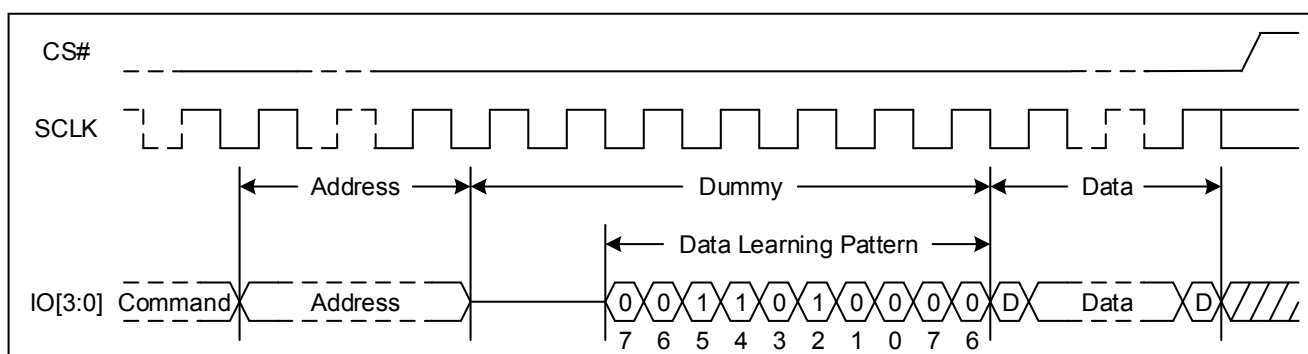 CS#
SCLK
Address Dummy Data
Data Learning Pattern
IO[3:0] Command Address 0 0 1 1 0 1 0 0 0 0 D Data D
7 6 5 4 3 2 1 0 7 6